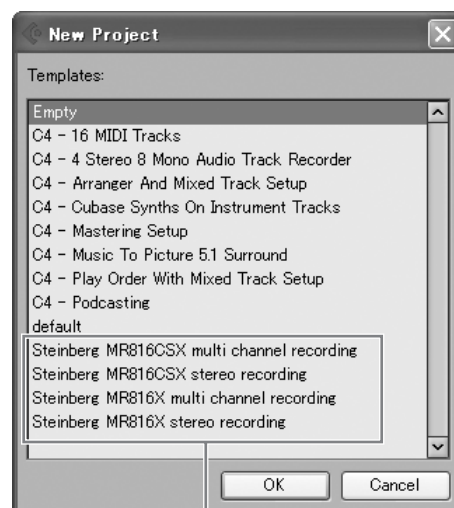 New Project
Templates:
Empty
C4 - 16 MIDI Tracks
C4 - 4 Stereo 8 Mono Audio Track Recorder
C4 - Arranger And Mixed Track Setup
C4 - Cubase Synths On Instrument Tracks
C4 - Mastering Setup
C4 - Music To Picture 5.1 Surround
C4 - Play Order With Mixed Track Setup
C4 - Podcasting
default
Steinberg MR816CSX multi channel recording
Steinberg MR816CSX stereo recording
Steinberg MR816X multi channel recording
Steinberg MR816X stereo recording
OK Cancel